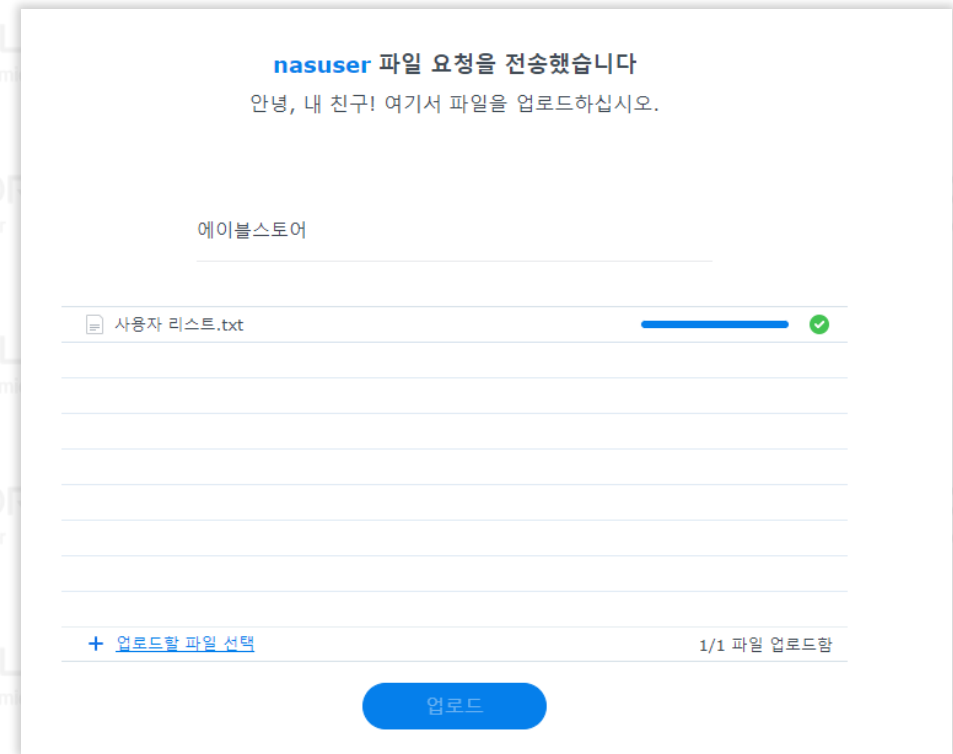 nasuser 파일 요청을 전송했습니다
안녕, 내 친구! 여기서 파일을 업로드하십시오.
에이블스토어
사용자 리스트.txt
+ 업로드할 파일 선택
1/1 파일 업로드함
업로드